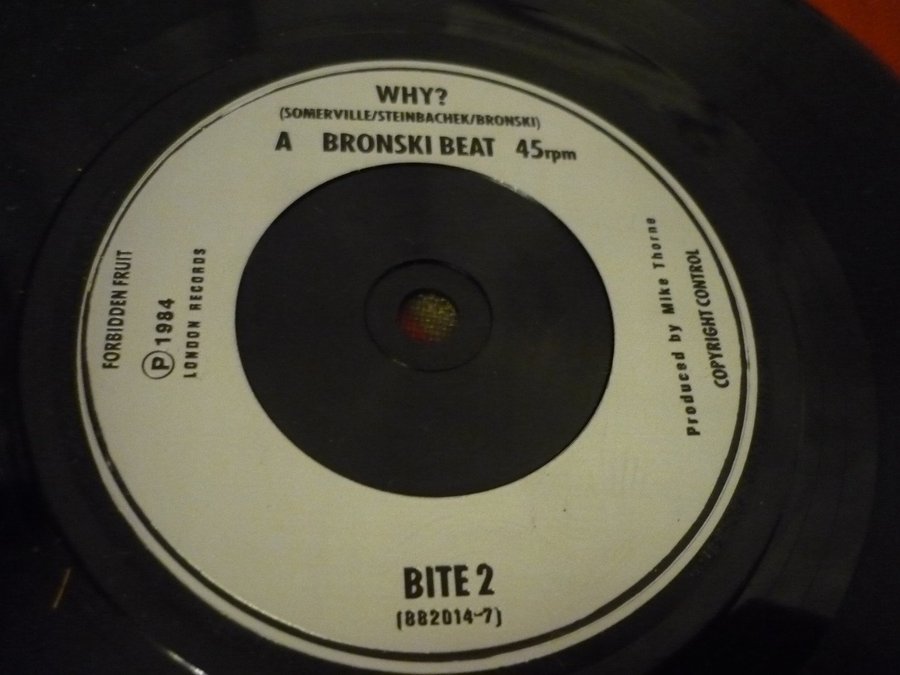 WHY?
(SOMERVILLE/STEINBACHEK/BRONSKI)
A BRONSKI BEAT 45rpm
FORBIDDEN FRUIT
Ⓟ1984
LONDON RECORDS
Produced by Mike Thorne
COPYRIGHT CONTROL
BITE 2
(882014-7)